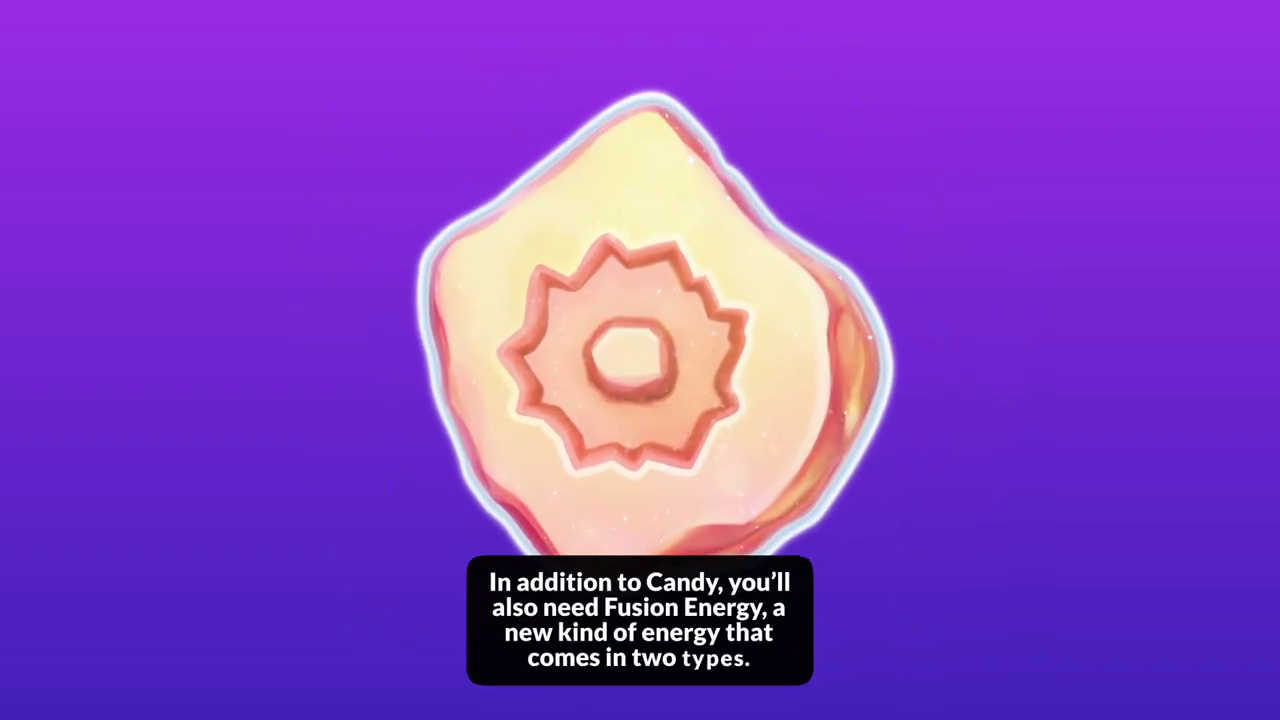 In addition to Candy, you’ll
also need Fusion Energy, a
new kind of energy that
comes in two types.